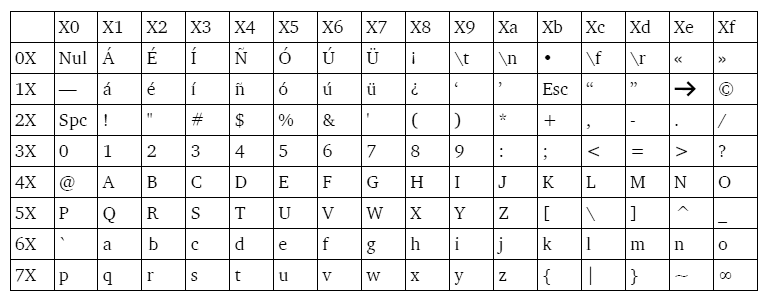 X0 X1 X2 X3 X4 X5 X6 X7 X8 X9 Xa Xb Xc Xd Xe Xf
0X Nul Á É Í Ñ Ó Ú Ü ¡ \t \n • \f \r « »
1X — á é í ñ ó ú ü ¿ ‘ ’ Esc “ ” → ©
2X Spc ! " # $ % & ' ( ) * + , - . /
3X 0 1 2 3 4 5 6 7 8 9 : ; < = > ?
4X @ A B C D E F G H I J K L M N O
5X P Q R S T U V W X Y Z [ \ ] ^ _
6X ` a b c d e f g h i j k l m n o
7X p q r s t u v w x y z { | } ~ ∞